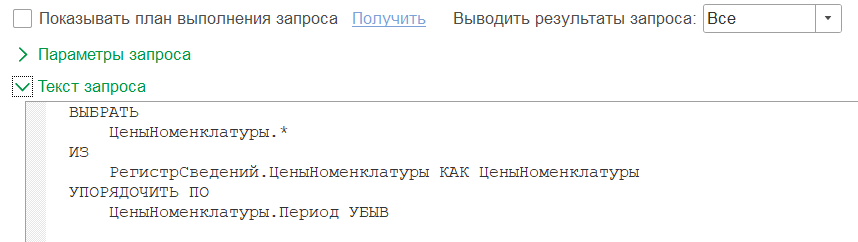 Показывать план выполнения запроса Получить Выводить результаты запроса: Все
Параметры запроса
Текст запроса
ВЫБРАТЬ
ЦеныНоменклатуры.*
ИЗ
РегистрСведений.ЦеныНоменклатуры КАК ЦеныНоменклатуры
УПОРЯДОЧИТЬ ПО
ЦеныНоменклатуры.Период УБЫВ